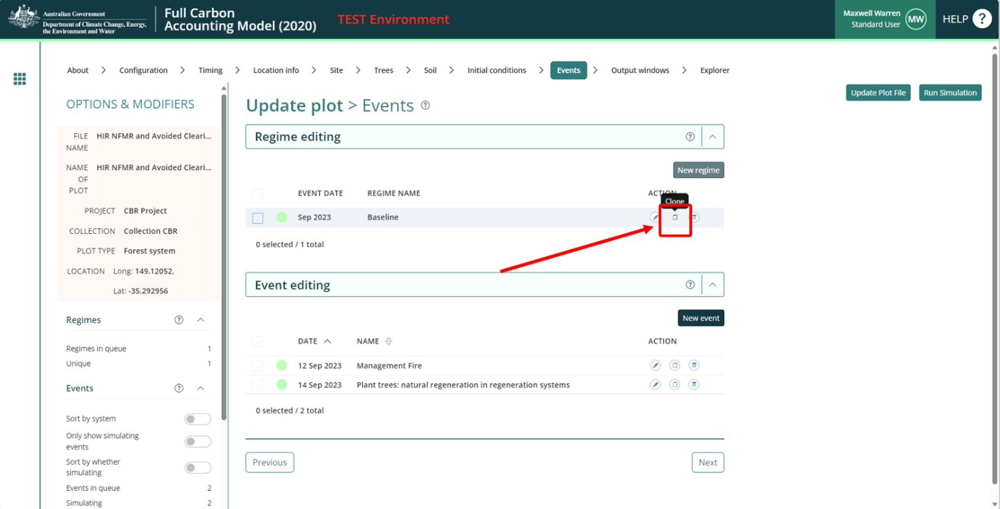 Australian Government
Department of Climate Change, Energy,
the Environment and Water
Full Carbon
Accounting Model (2020)
TEST Environment
Maxwell Warren
Standard User
MW
HELP ?
About > Configuration > Timing > Location info > Site > Trees > Soil > Initial conditions > Events > Output windows > Explorer
Update Plot File
Run Simulation
OPTIONS & MODIFIERS
FILE NAME HIR NFMR and Avoided Cleari...
NAME OF PLOT HIR NFMR and Avoided Cleari...
PROJECT CBR Project
COLLECTION Collection CBR
PLOT TYPE Forest system
LOCATION Long: 149.12052,
Lat: -35.292956
Regimes ?
Regimes in queue 1
Unique 1
Events ?
Sort by system
Only show simulating
events
Sort by whether
simulating
Events in queue 2
Simulating 2
Update plot > Events ?
Regime editing ?
New regime
EVENT DATE REGIME NAME ACTION
Clone
Sep 2023 Baseline
0 selected / 1 total
Event editing ?
New event
DATE NAME ACTION
12 Sep 2023 Management Fire
14 Sep 2023 Plant trees: natural regeneration in regeneration systems
0 selected / 2 total
Previous
Next